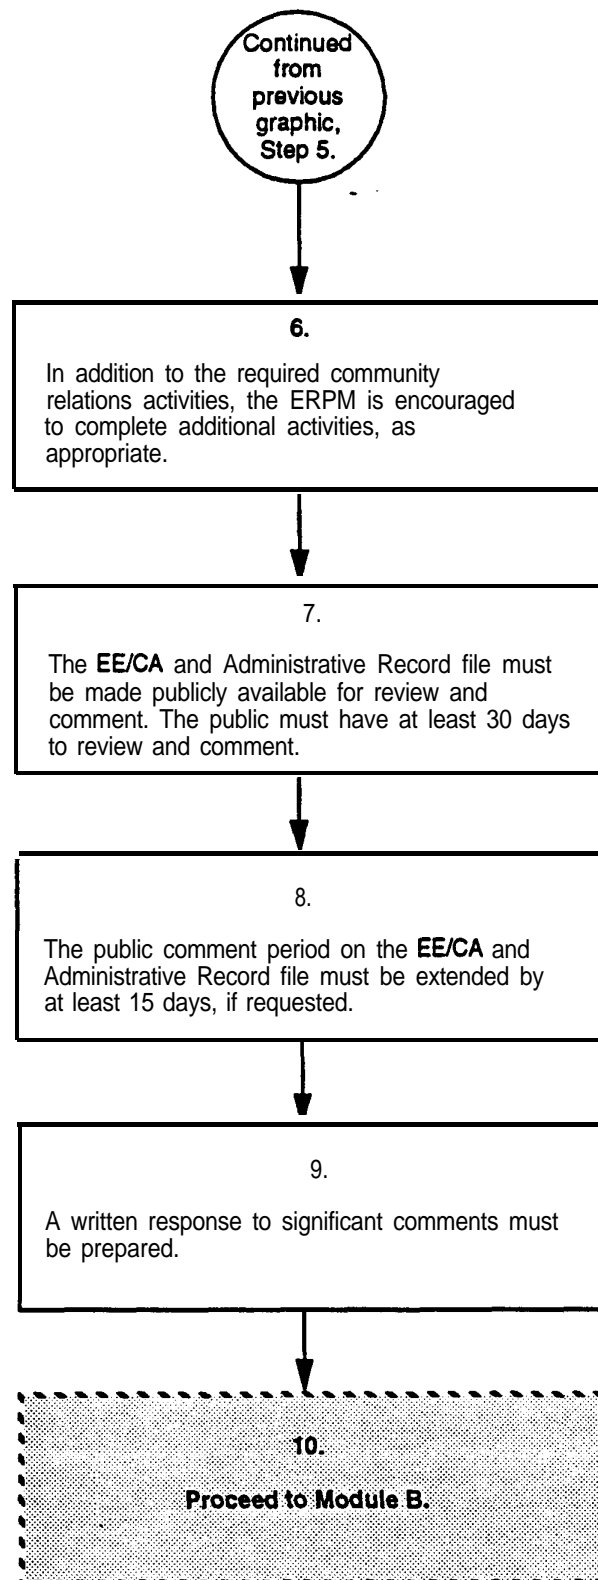 Continued
from
previous
graphic,
Step 5.
6.
In addition to the required community
relations activities, the ERPM is encouraged
to complete additional activities, as
appropriate.
7.
The EE/CA and Administrative Record file must
be made publicly available for review and
comment. The public must have at least 30 days
to review and comment.
8.
The public comment period on the EE/CA and
Administrative Record file must be extended by
at least 15 days, if requested.
9.
A written response to significant comments must
be prepared.
10.
Proceed to Module B.